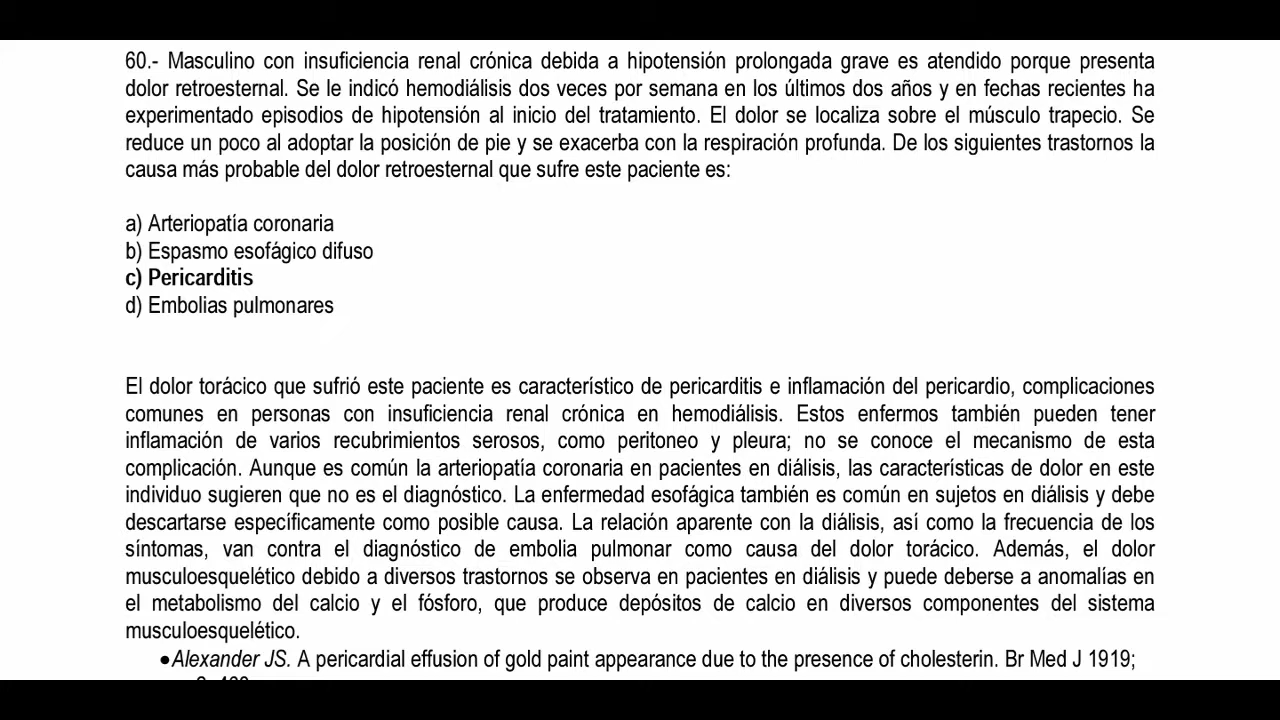 60.- Masculino con insuficiencia renal crónica debida a hipotensión prolongada grave es atendido porque presenta
dolor retroesternal. Se le indicó hemodiálisis dos veces por semana en los últimos dos años y en fechas recientes ha
experimentado episodios de hipotensión al inicio del tratamiento. El dolor se localiza sobre el músculo trapecio. Se
reduce un poco al adoptar la posición de pie y se exacerba con la respiración profunda. De los siguientes trastornos la
causa más probable del dolor retroesternal que sufre este paciente es:
a) Arteriopatía coronaria
b) Espasmo esofágico difuso
c) Pericarditis
d) Embolias pulmonares
El dolor torácico que sufrió este paciente es característico de pericarditis e inflamación del pericardio, complicaciones
comunes en personas con insuficiencia renal crónica en hemodiálisis. Estos enfermos también pueden tener
inflamación de varios recubrimientos serosos, como peritoneo y pleura; no se conoce el mecanismo de esta
complicación. Aunque es común la arteriopatía coronaria en pacientes en diálisis, las características de dolor en este
individuo sugieren que no es el diagnóstico. La enfermedad esofágica también es común en sujetos en diálisis y debe
descartarse específicamente como posible causa. La relación aparente con la diálisis, así como la frecuencia de los
síntomas, van contra el diagnóstico de embolia pulmonar como causa del dolor torácico. Además, el dolor
musculoesquelético debido a diversos trastornos se observa en pacientes en diálisis y puede deberse a anomalías en
el metabolismo del calcio y el fósforo, que produce depósitos de calcio en diversos componentes del sistema
musculoesquelético.
•Alexander JS. A pericardial effusion of gold paint appearance due to the presence of cholesterin. Br Med J 1919;